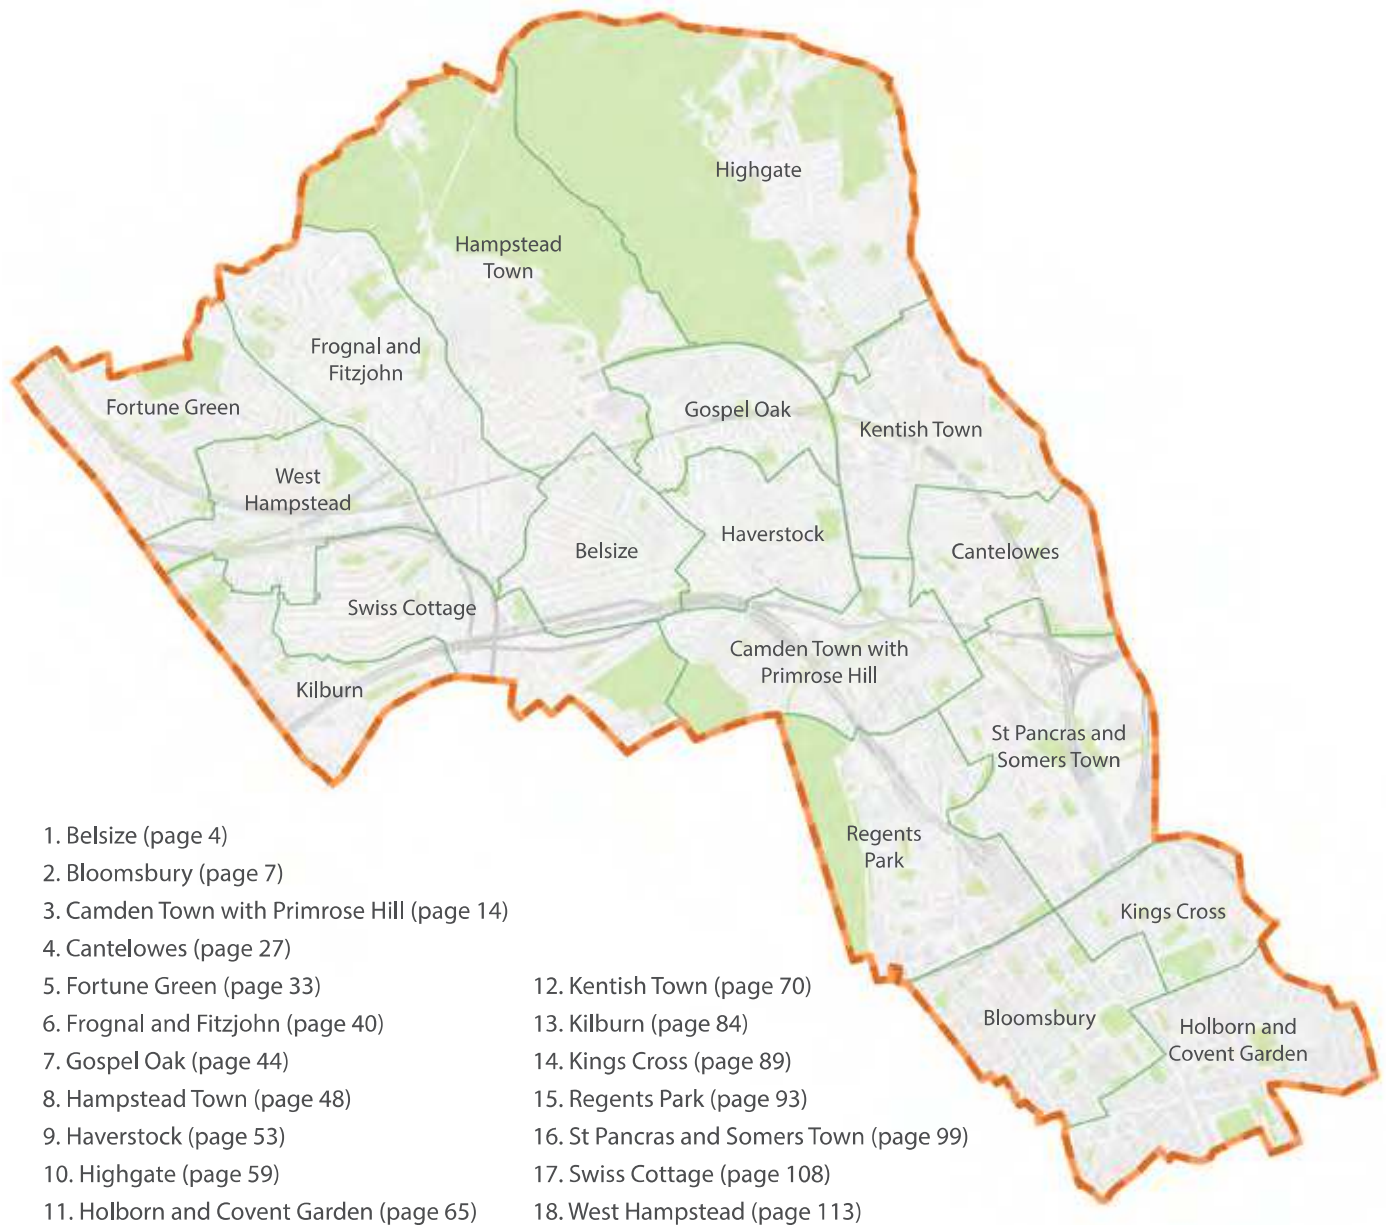 Highgate
Hampstead
Town
Frognal and
Fitzjohn
Fortune Green
Gospel Oak
Kentish Town
West
Hampstead
Haverstock
Belsize
Cantelowes
Swiss Cottage
Camden Town with
Primrose Hill
Kilburn
St Pancras and
Somers Town
Regents
Park
Kings Cross
Bloomsbury
Holborn and
Covent Garden
1. Belsize (page 4)
2. Bloomsbury (page 7)
3. Camden Town with Primrose Hill (page 14)
4. Cantelowes (page 27)
5. Fortune Green (page 33)
6. Frognal and Fitzjohn (page 40)
7. Gospel Oak (page 44)
8. Hampstead Town (page 48)
9. Haverstock (page 53)
10. Highgate (page 59)
11. Holborn and Covent Garden (page 65)
12. Kentish Town (page 70)
13. Kilburn (page 84)
14. Kings Cross (page 89)
15. Regents Park (page 93)
16. St Pancras and Somers Town (page 99)
17. Swiss Cottage (page 108)
18. West Hampstead (page 113)